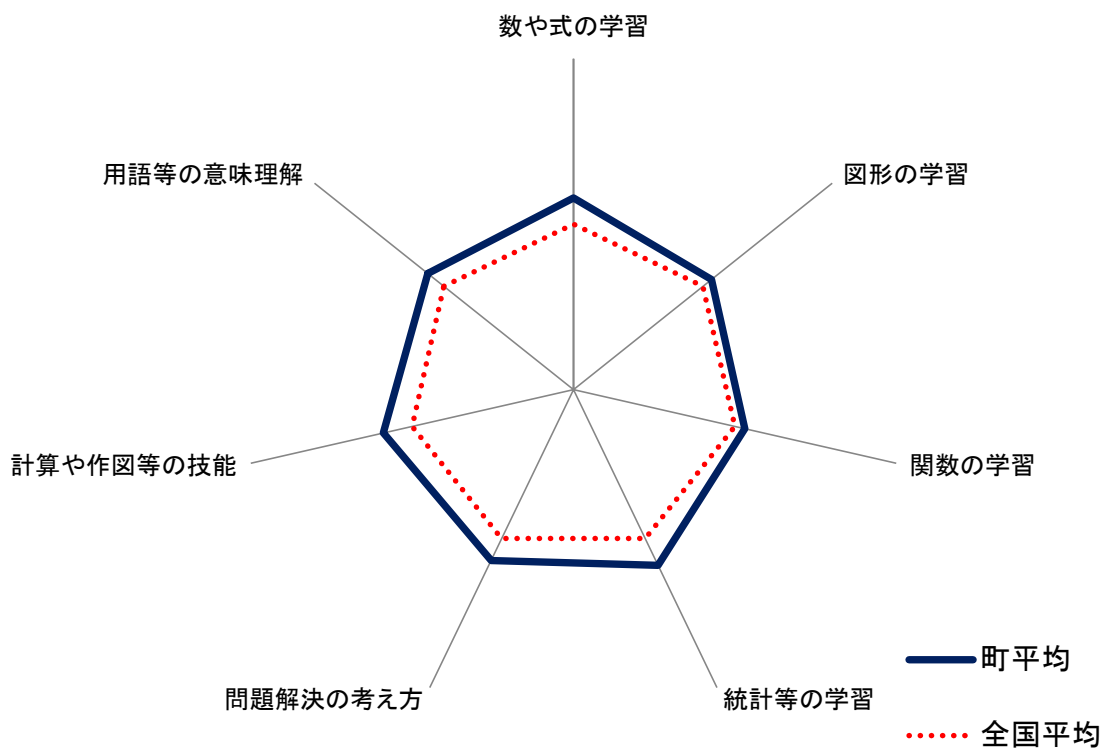 数や式の学習
用語等の意味理解
図形の学習
計算や作図等の技能
関数の学習
問題解決の考え方
統計等の学習
町平均
全国平均